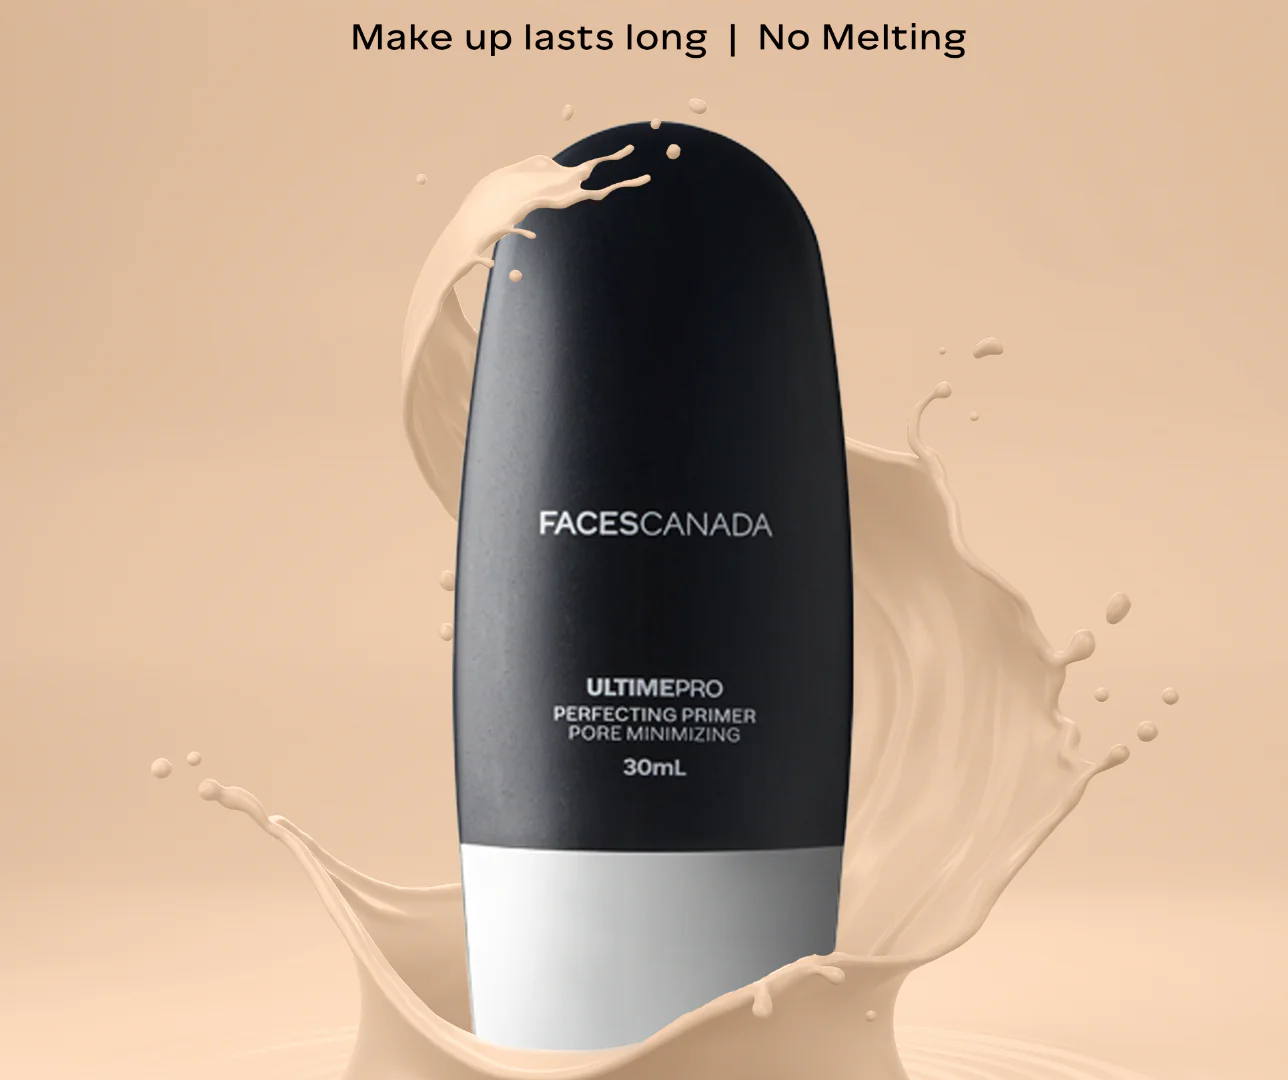 Make up lasts long | No Melting
FACESCANADA
ULTIMEPRO
PERFECTING PRIMER
PORE MINIMIZING
30mL